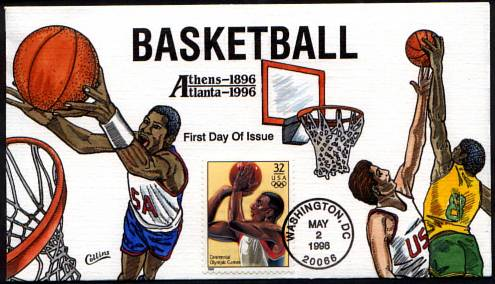 BASKETBALL
Athens-1896
Atlanta-1996
First Day Of Issue
32
USA
Centennial
Olympic Games
WASHINGTON, DC
MAY
2
1996
20066
SA
US
8
Collins